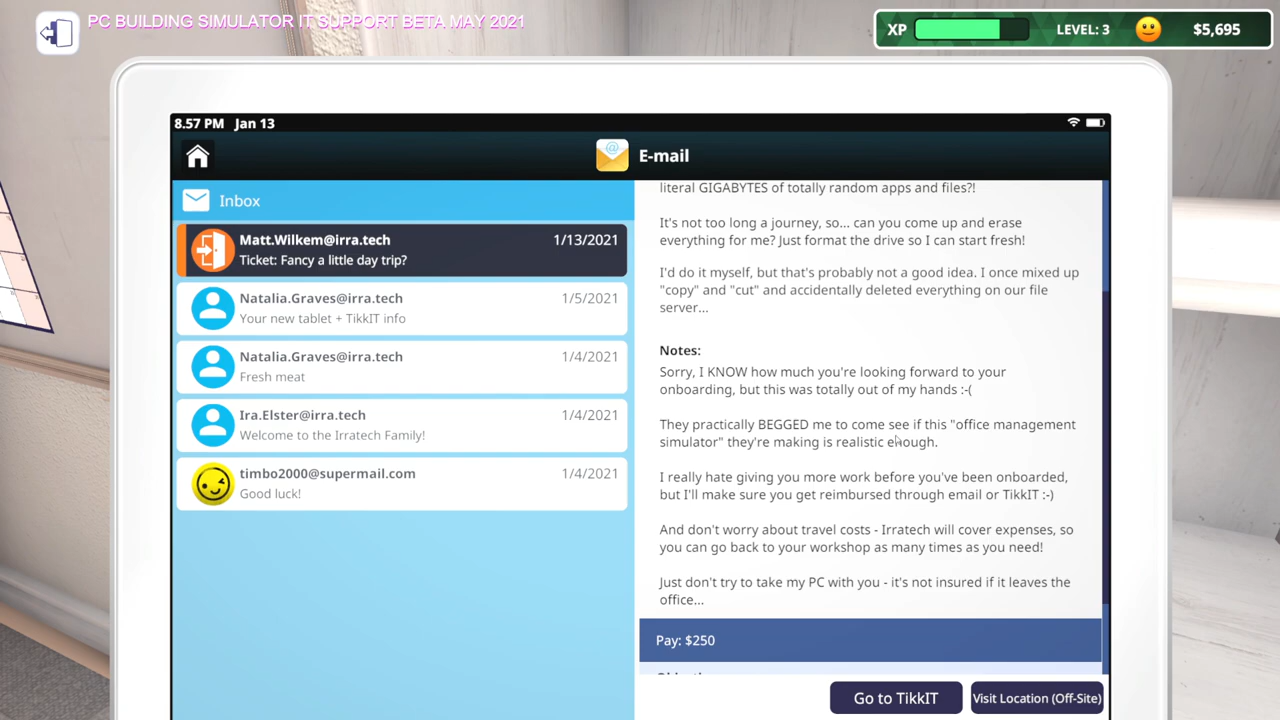 PC BUILDING SIMULATOR IT SUPPORT BETA MAY 2021
XP LEVEL: 3 $5,695
8.57 PM Jan 13
E-mail
Inbox
Matt.Wilkem@irra.tech 1/13/2021
Ticket: Fancy a little day trip?
Natalia.Graves@irra.tech 1/5/2021
Your new tablet + TikkIT info
Natalia.Graves@irra.tech 1/4/2021
Fresh meat
Ira.Elster@irra.tech 1/4/2021
Welcome to the Irratech Family!
timbo2000@supermail.com 1/4/2021
Good luck!
literal GIGABYTES of totally random apps and files?!
It's not too long a journey, so... can you come up and erase
everything for me? Just format the drive so I can start fresh!
I'd do it myself, but that's probably not a good idea. I once mixed up
"copy" and "cut" and accidentally deleted everything on our file
server...
Notes:
Sorry, I KNOW how much you're looking forward to your
onboarding, but this was totally out of my hands :-(
They practically BEGGED me to come see if this "office management
simulator" they're making is realistic enough.
I really hate giving you more work before you've been onboarded,
but I'll make sure you get reimbursed through email or TikkIT :-)
And don't worry about travel costs - Irratech will cover expenses, so
you can go back to your workshop as many times as you need!
Just don't try to take my PC with you - it's not insured if it leaves the
office...
Pay: $250
Go to TikkIT
Visit Location (Off-Site)